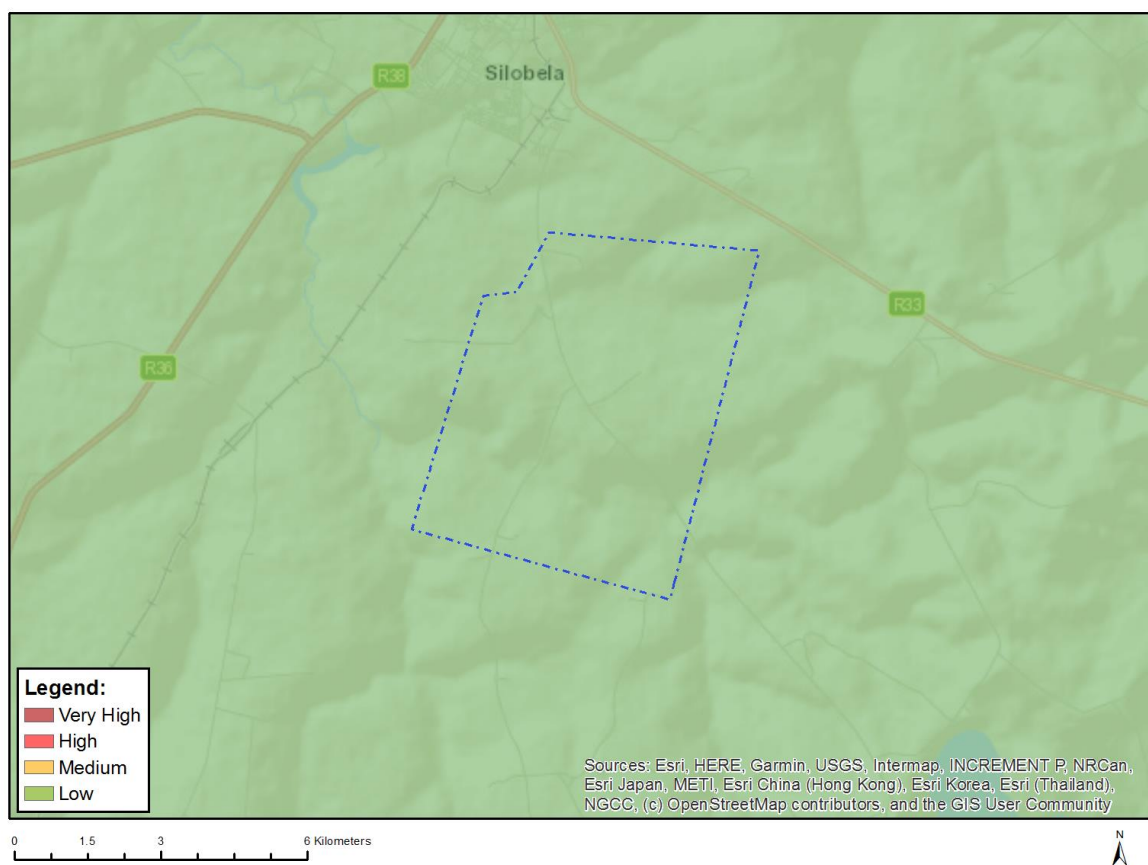 R38
Silobela
R33
R36
Legend:
Very High
High
Medium
Low
Sources: Esri, HERE, Garmin, USGS, Intermap, INCREMENT P, NRCan,
Esri Japan, METI, Esri China (Hong Kong), Esri Korea, Esri (Thailand),
NGCC, (c) OpenStreetMap contributors, and the GIS User Community
0 1.5 3 6 Kilometers
N